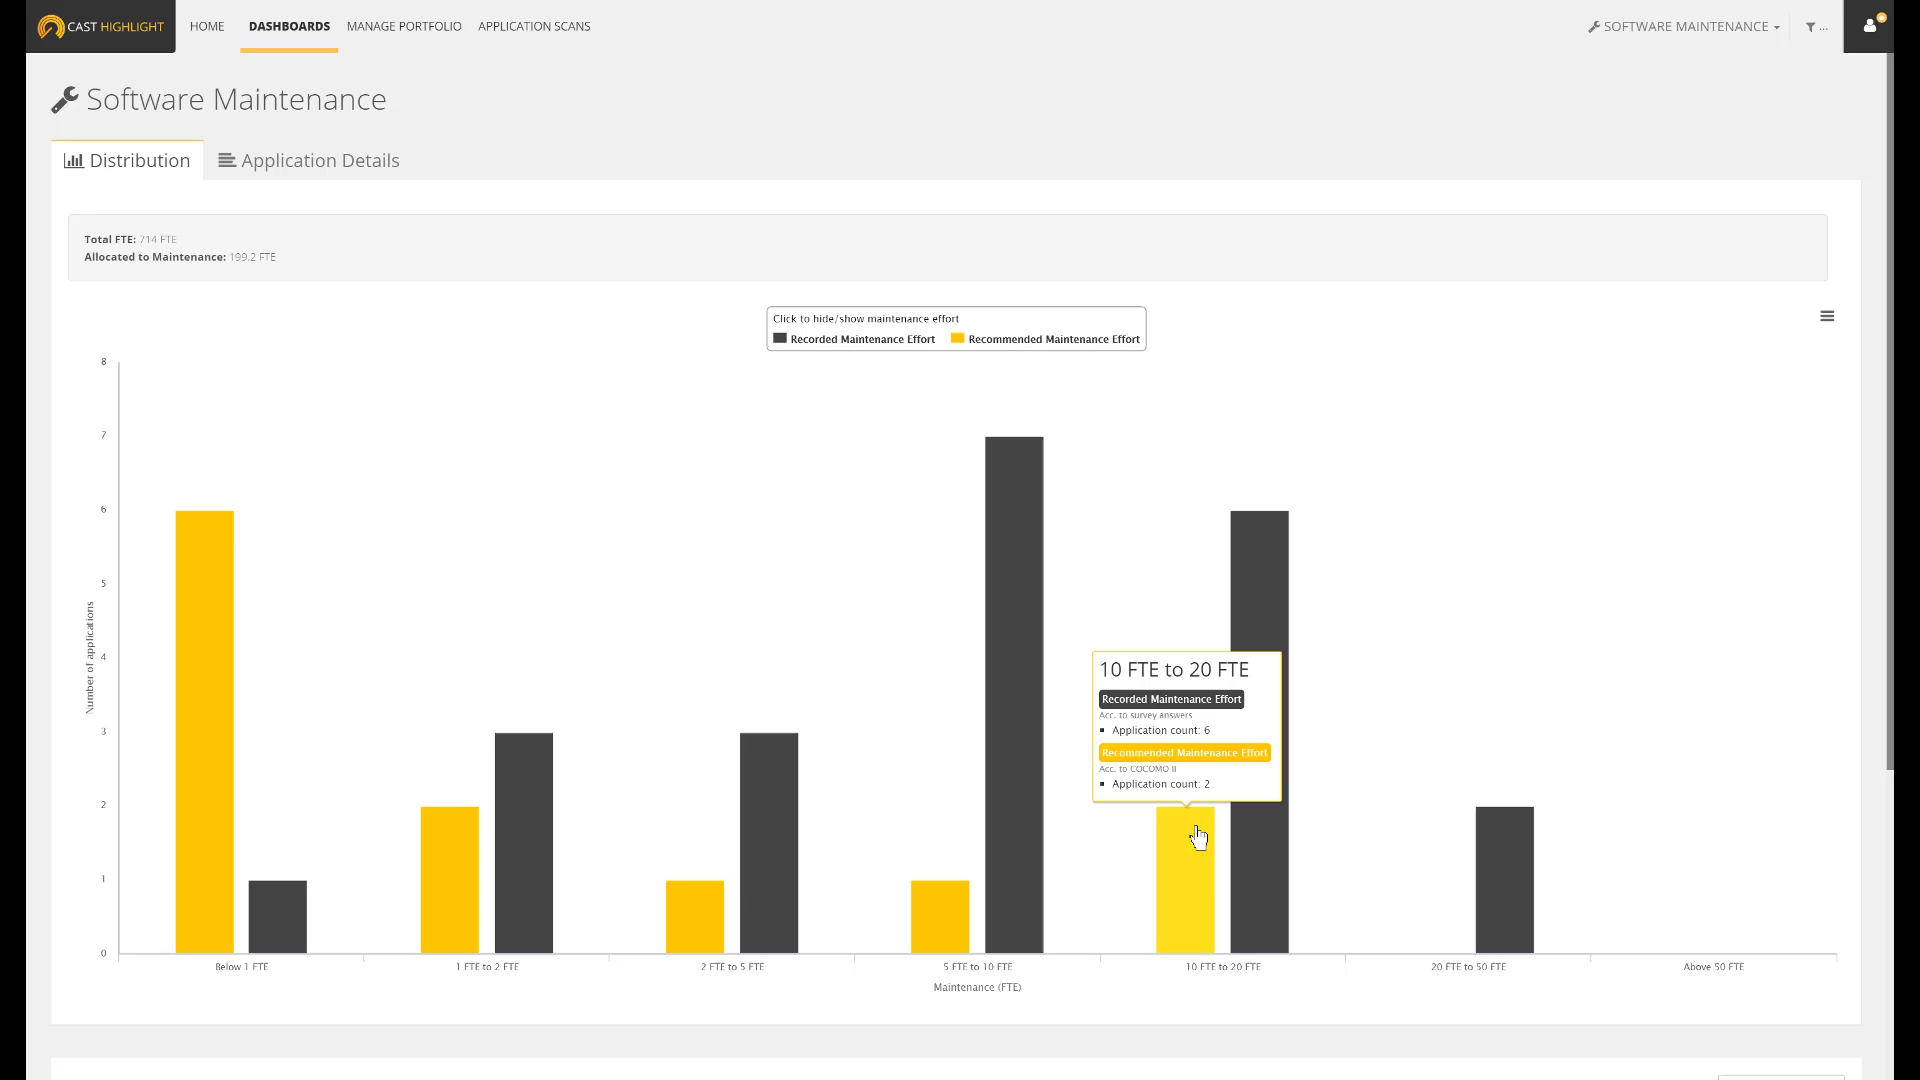 CAST HIGHLIGHT
HOME
DASHBOARDS
MANAGE PORTFOLIO
APPLICATION SCANS
SOFTWARE MAINTENANCE
...
Software Maintenance
Distribution
Application Details
Total FTE: 714 FTE
Allocated to Maintenance: 199.2 FTE
Click to hide/show maintenance effort
Recorded Maintenance Effort
Recommended Maintenance Effort
8
7
6
5
4
3
2
1
0
Number of applications
10 FTE to 20 FTE
Recorded Maintenance Effort
Acc. to survey answers
Application count: 6
Recommended Maintenance Effort
Acc. to COCOMO II
Application count: 2
Below 1 FTE
1 FTE to 2 FTE
2 FTE to 5 FTE
5 FTE to 10 FTE
10 FTE to 20 FTE
20 FTE to 50 FTE
Above 50 FTE
Maintenance (FTE)